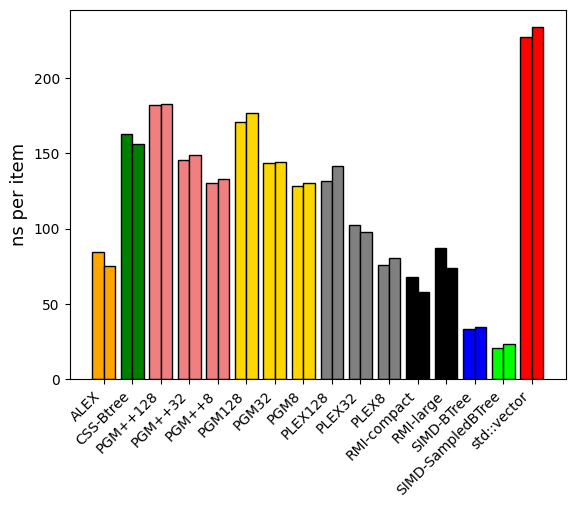 ns per item
200
150
100
50
0
ALEX
CSS-Btree
PGM++128
PGM++32
PGM++8
PGM128
PGM32
PGM8
PLEX128
PLEX32
PLEX8
RMI-compact
RMI-large
SIMD-BTree
SIMD-SampledBTree
std::vector